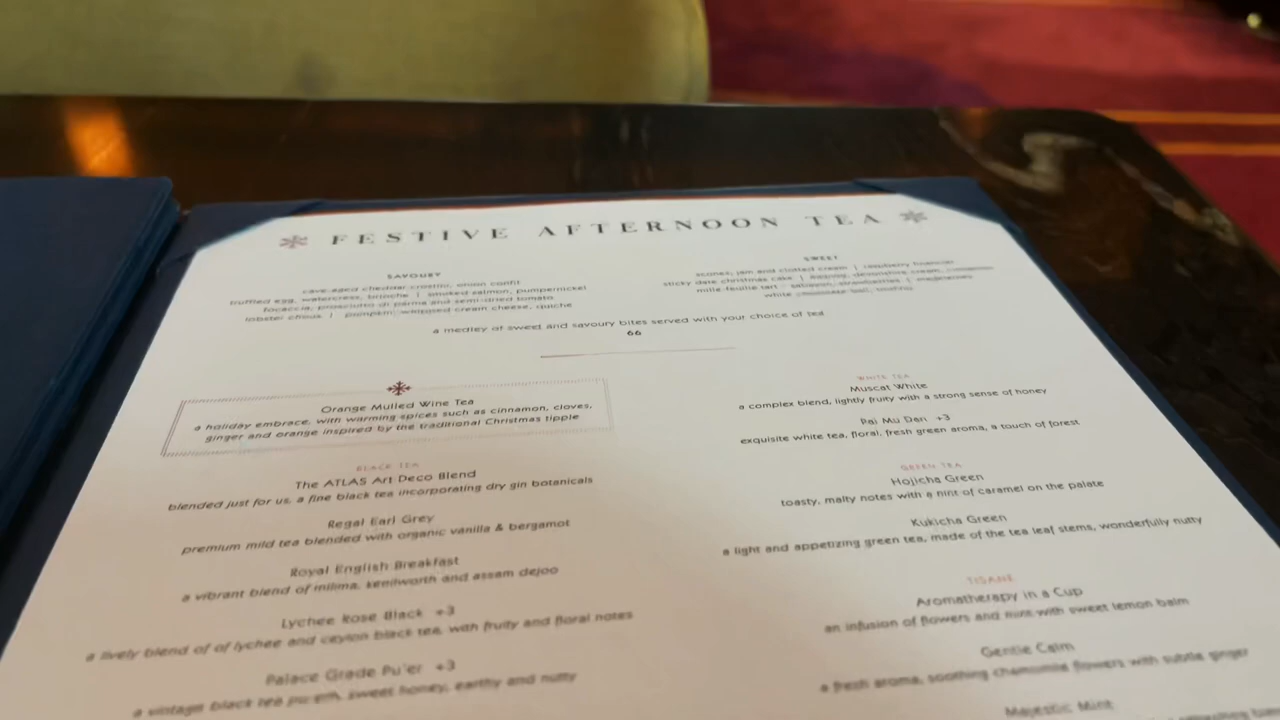 FESTIVE AFTERNOON TEA
SAVOURY
cave-aged cheddar crostini, onion confit
truffled egg, watercress, brioche | smoked salmon, pumpernickel
focaccia, prosciutto di parma and semi-dried tomato
lobster choux | pumpkin, whipped cream cheese, quiche
SWEET
scones, jam and clotted cream | raspberry financier
sticky date christmas cake | devonshire cream, cinnamon
mille-feuille tart sabayon, strawberries | madeleines
white chocolate
a medley of sweet and savoury bites served with your choice of tea
66
Orange Mulled Wine Tea
a holiday embrace, with warming spices such as cinnamon, cloves,
ginger and orange inspired by the traditional Christmas tipple
BLACK TEA
The ATLAS Art Deco Blend
blended just for us, a fine black tea incorporating dry gin botanicals
Regal Earl Grey
premium mild tea blended with organic vanilla & bergamot
Royal English Breakfast
a vibrant blend of milima, kenilworth and assam dejoo
Lychee Rose Black +3
a lively blend of of lychee and ceylon black tea, with fruity and floral notes
Palace Grade Pu'er +3
a vintage black tea pu-erh, sweet honey, earthy and nutty
WHITE TEA
Muscat White
a complex blend, lightly fruity with a strong sense of honey
Pai Mu Dan +3
exquisite white tea, floral, fresh green aroma, a touch of forest
GREEN TEA
Hojicha Green
toasty, malty notes with a hint of caramel on the palate
Kukicha Green
a light and appetizing green tea, made of the tea leaf stems, wonderfully nutty
TISANE
Aromatherapy in a Cup
an infusion of flowers and mint with sweet lemon balm
Gentle Calm
a fresh aroma, soothing chamomile flowers with subtle ginger
Majestic Mint